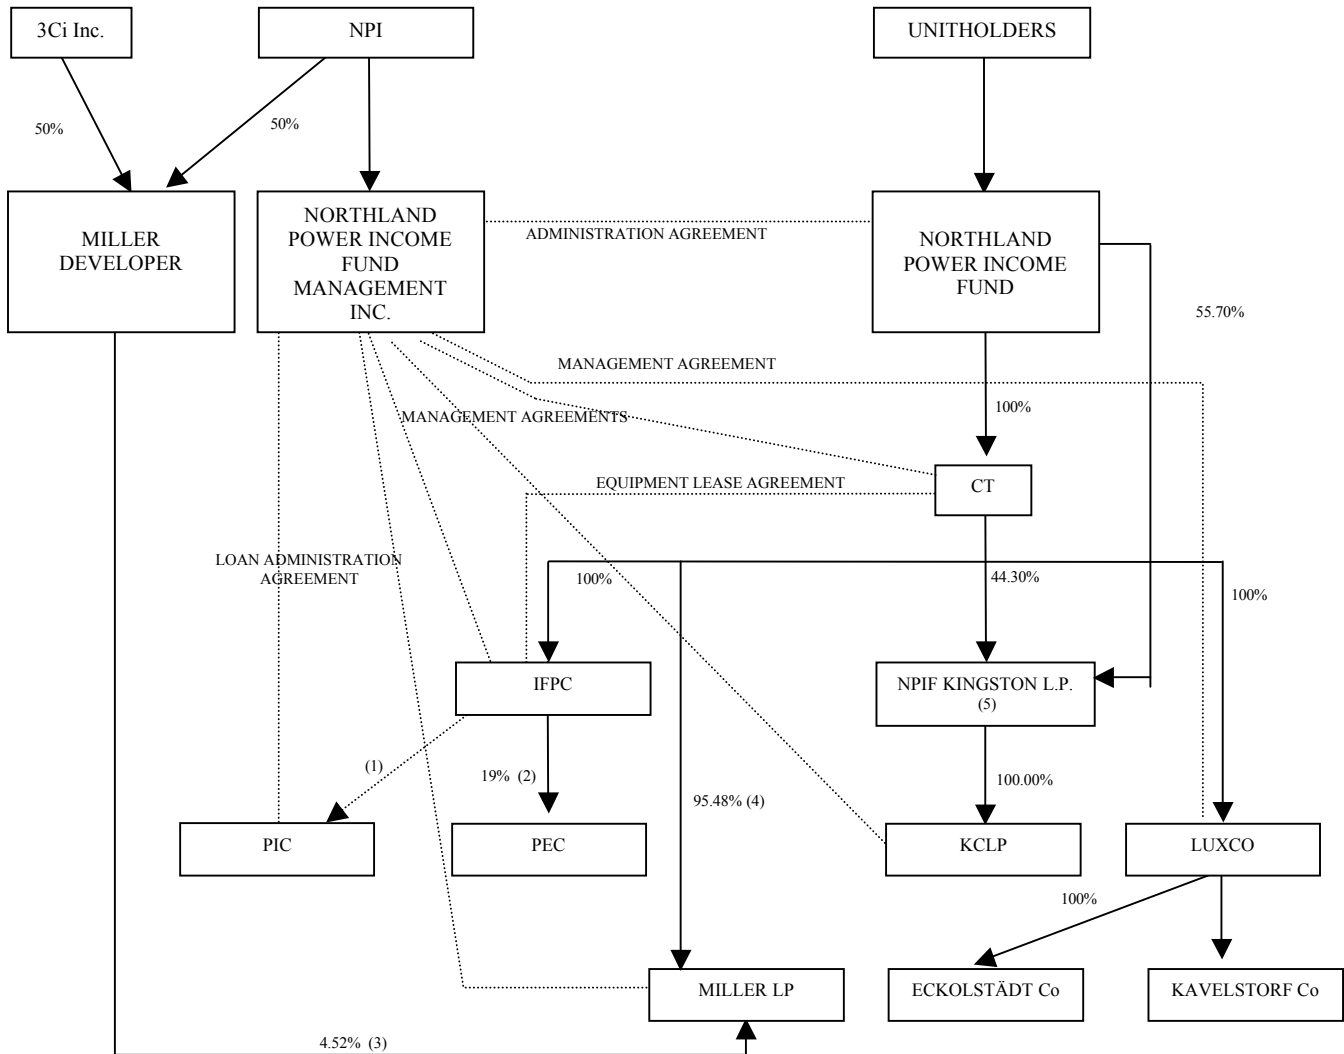 3Ci Inc.
NPI
UNITHOLDERS
50%
50%
MILLER
DEVELOPER
NORTHLAND
POWER INCOME
FUND
MANAGEMENT
INC.
ADMINISTRATION AGREEMENT
NORTHLAND
POWER INCOME
FUND
55.70%
MANAGEMENT AGREEMENT
100%
MANAGEMENT AGREEMENTS
EQUIPMENT LEASE AGREEMENT
CT
LOAN ADMINISTRATION
AGREEMENT
100%
44.30%
100%
IFPC
NPIF KINGSTON L.P.
(5)
(1)
19% (2)
95.48% (4)
100.00%
PIC
PEC
KCLP
LUXCO
100%
MILLER LP
ECKOLSTÄDT Co
KAVELSTORF Co
4.52% (3)